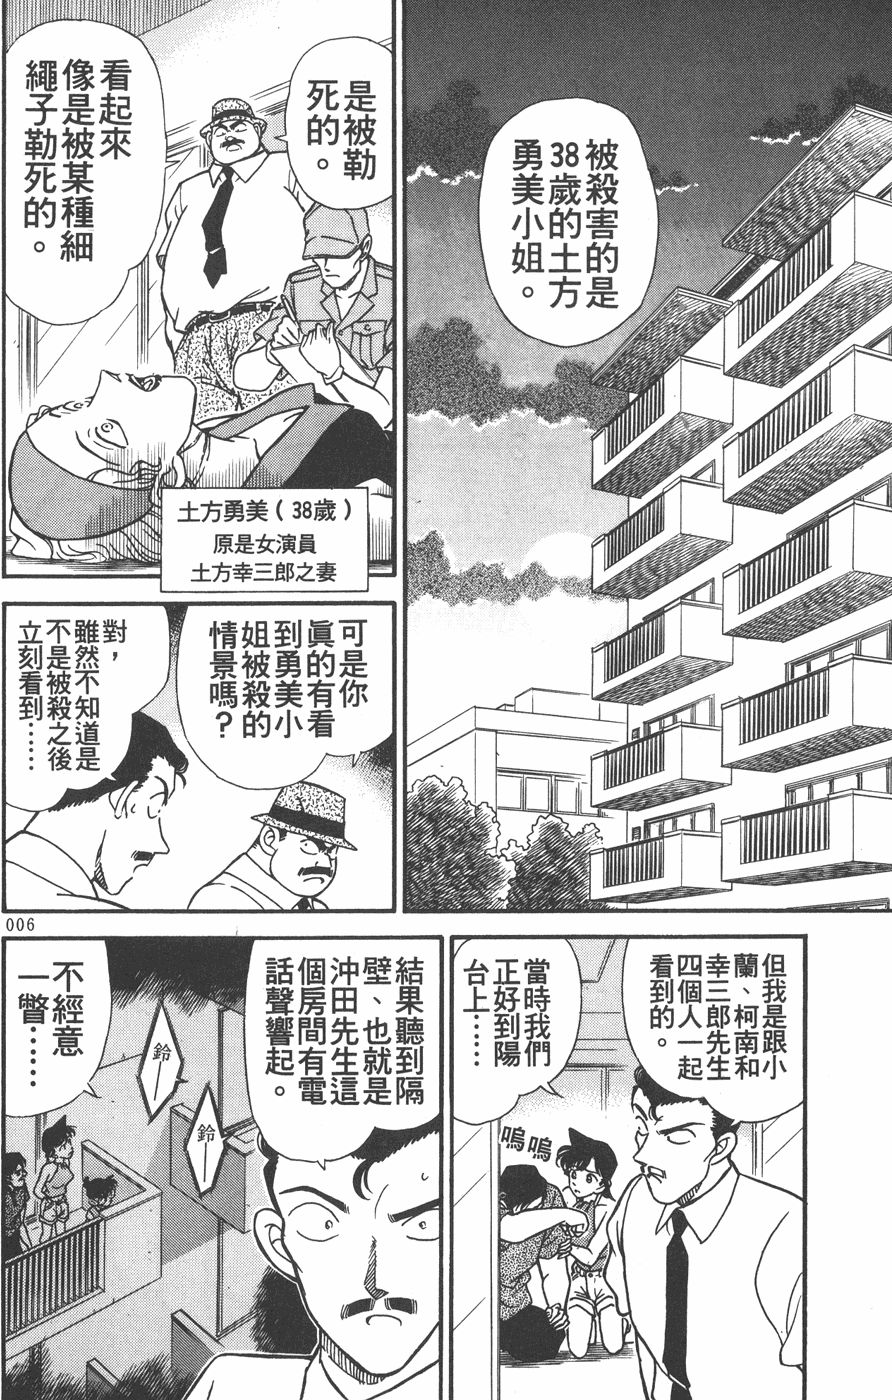 被殺害的是
38歲的土方
勇美小姐。
是被勒
死的。
看起來
像是被某種細
繩子勒死的。
土方勇美(38歲)
原是女演員
土方幸三郎之妻
可是你
真的有看
到勇美小
姐被殺的
情景嗎？
對，
雖然不知道是
不是被殺之後
立刻看到……
006
但我是跟小
蘭、柯南和
幸三郎先生
四個人一起
看到的。
當時我們
正好到陽
台上……
嗚嗚
結果聽到隔
壁、也就是
沖田先生這
個房間有電
話聲響起。
鈴—
鈴—
不經意
一瞥……